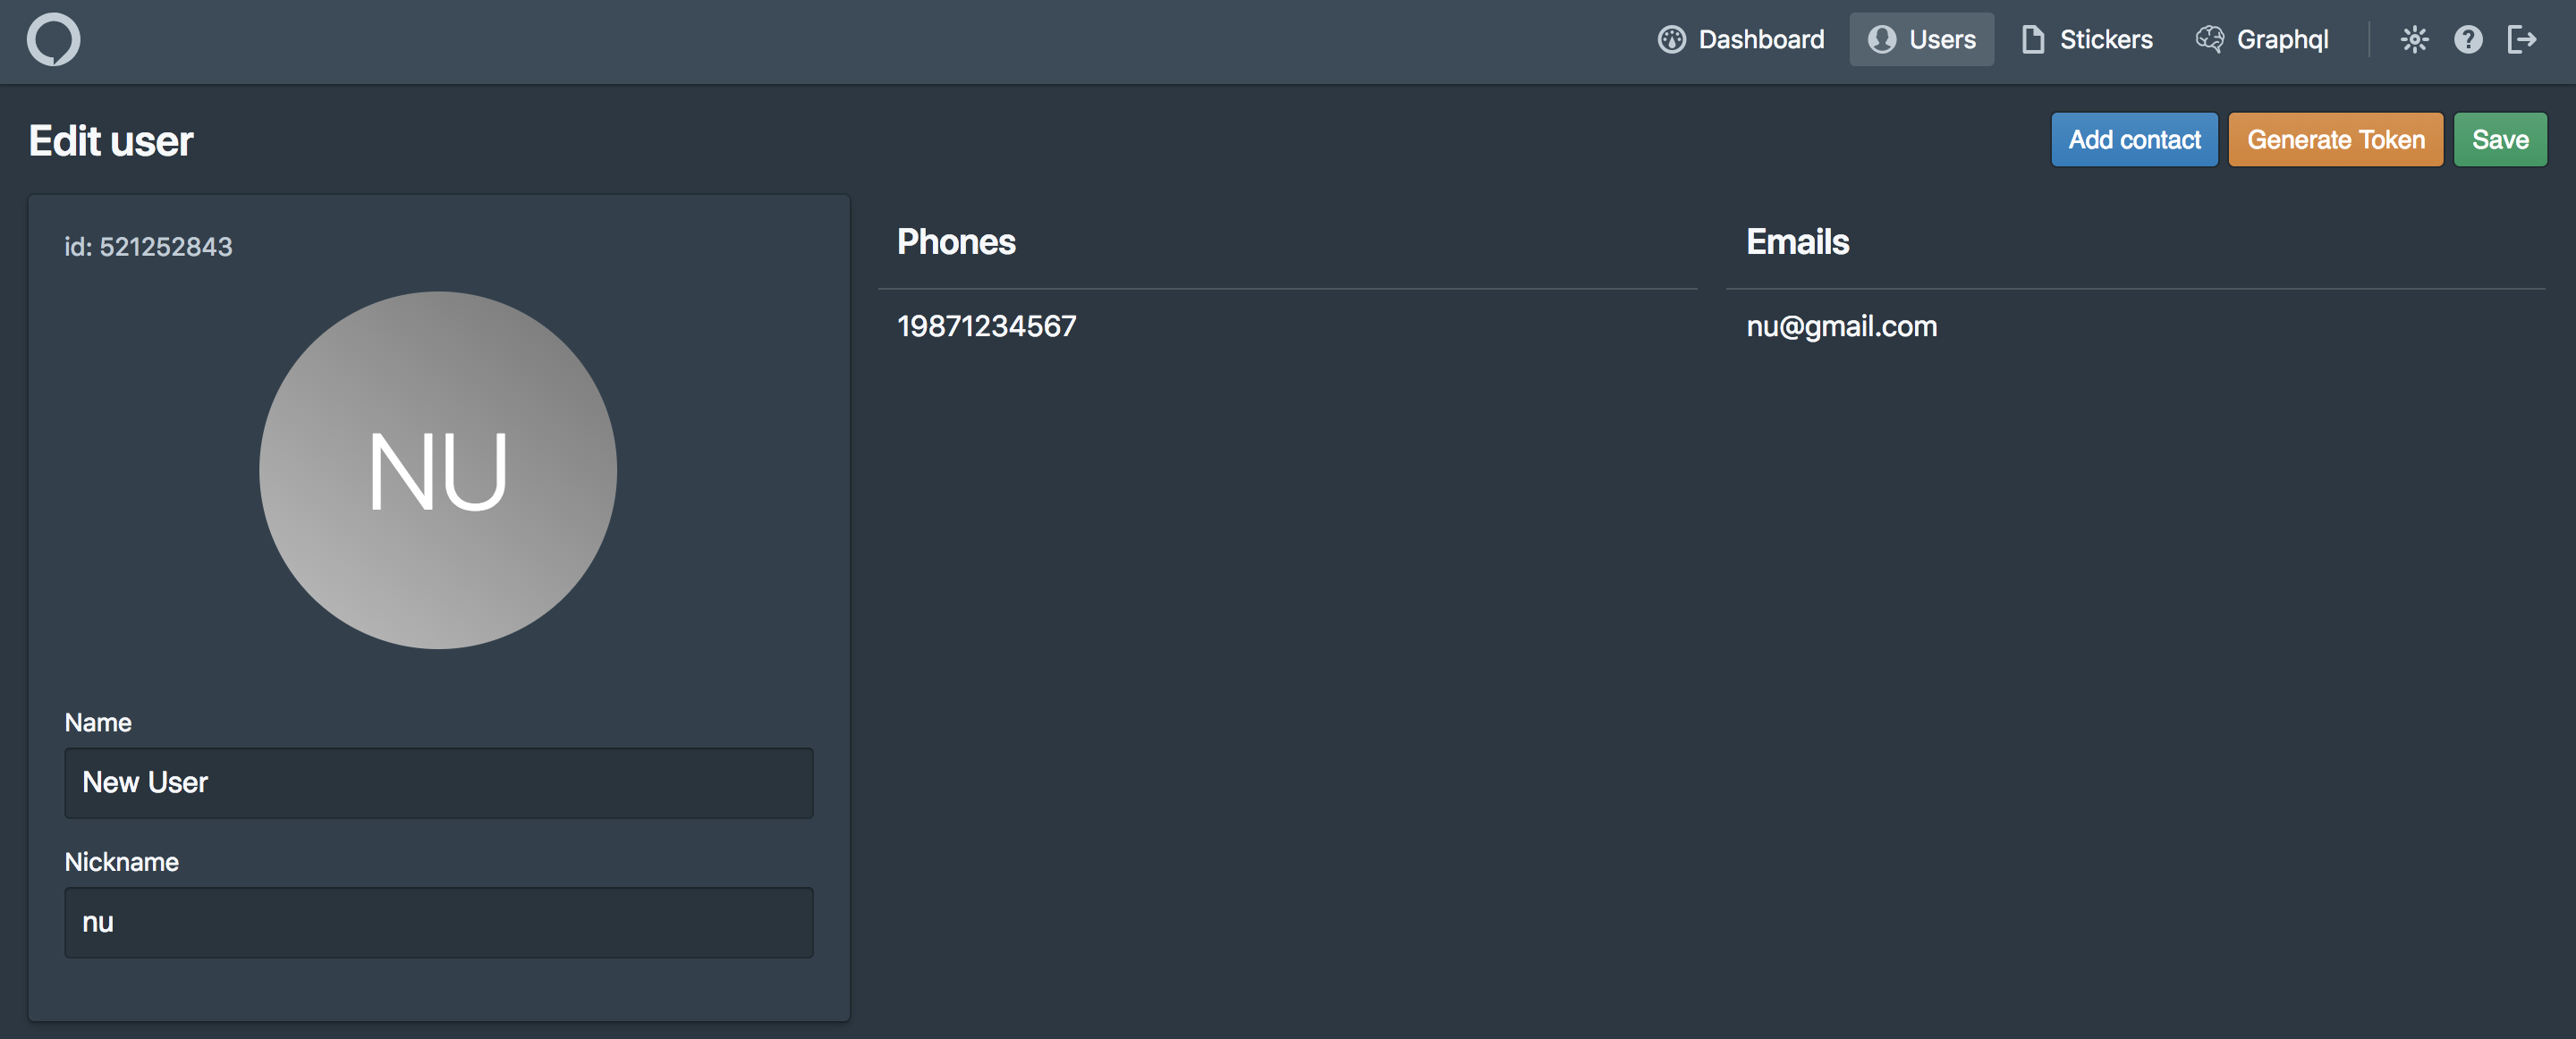 Dashboard Users Stickers Graphql
Edit user
Add contact Generate Token Save
id: 521252843
NU
Name
New User
Nickname
nu
Phones
19871234567
Emails
nu@gmail.com